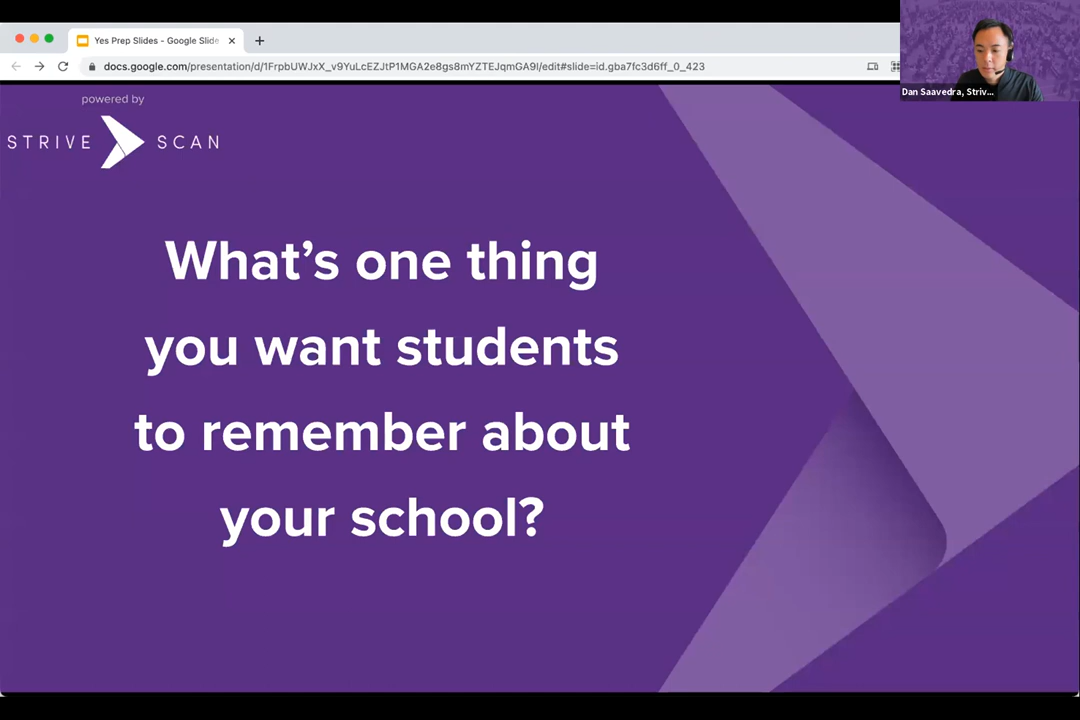 Yes Prep Slides - Google Slide
docs.google.com/presentation/d/1FrpbUWJxX_v9YuLcEZJtP1MGA2e8gs8mYZTEJqmGA9I/edit#slide=id.gba7fc3d6ff_0_423
Dan Saavedra, Striv...
powered by
STRIVE SCAN
What's one thing
you want students
to remember about
your school?